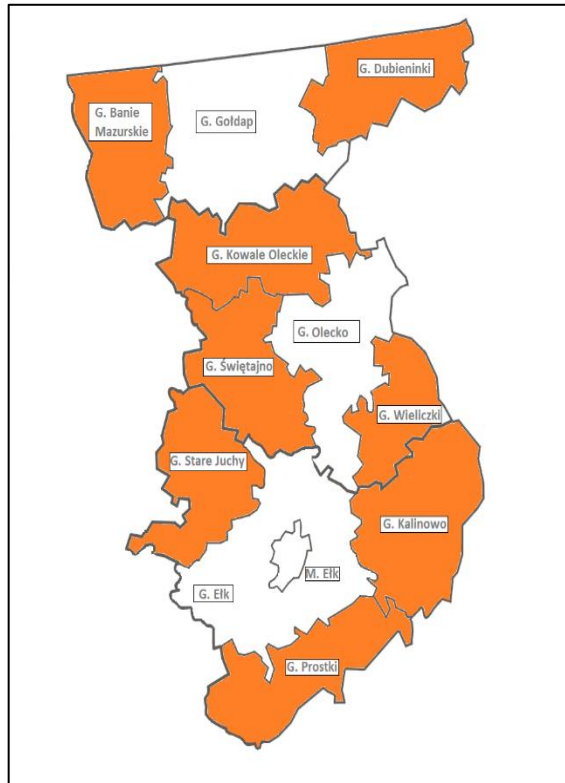 G. Dubieninki
G. Banie
Mazurskie
G. Gołdap
G. Kowale Oleckie
G. Olecko
G. Świętajno
G. Wieliczki
G. Stare Juchy
G. Kalinowo
M. Ełk
G. Ełk
G. Prostki